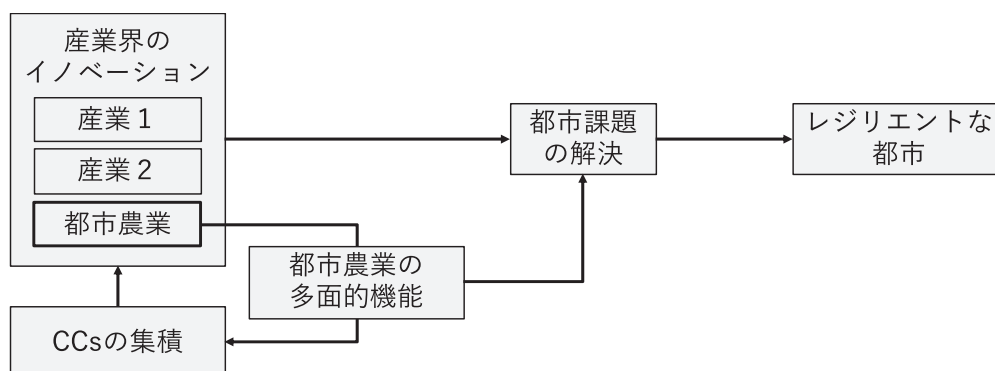 産業界の
イノベーション
産業1
産業2
都市農業
CCsの集積
都市農業の
多面的機能
都市課題
の解決
レジリエントな
都市